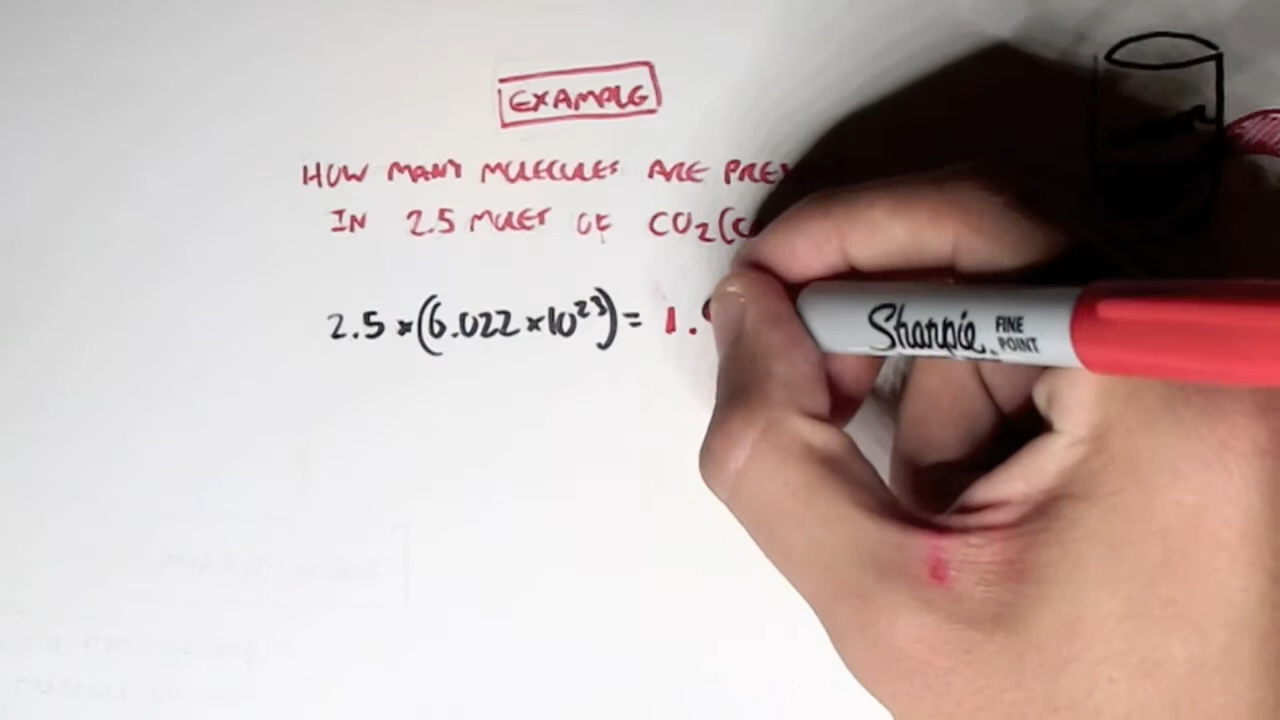 EXAMPLE
HOW MANY MOLECULES ARE
IN 2.5 MOLES OF CO₂
2.5 × (6.022 × 10²³) = 1.
Sharpie FINE POINT